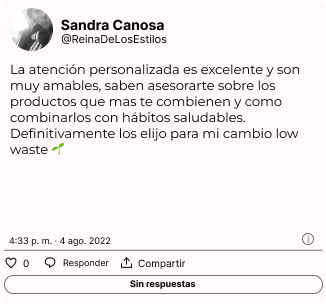 Sandra Canosa
@ReinaDeLosEstilos
La atención personalizada es excelente y son
muy amables, saben asesorarte sobre los
productos que mas te combienen y como
combinarlos con hábitos saludables.
Definitivamente los elijo para mi cambio low
waste 🌱
4:33 p. m. · 4 ago. 2022
0 Responder Compartir
Sin respuestas